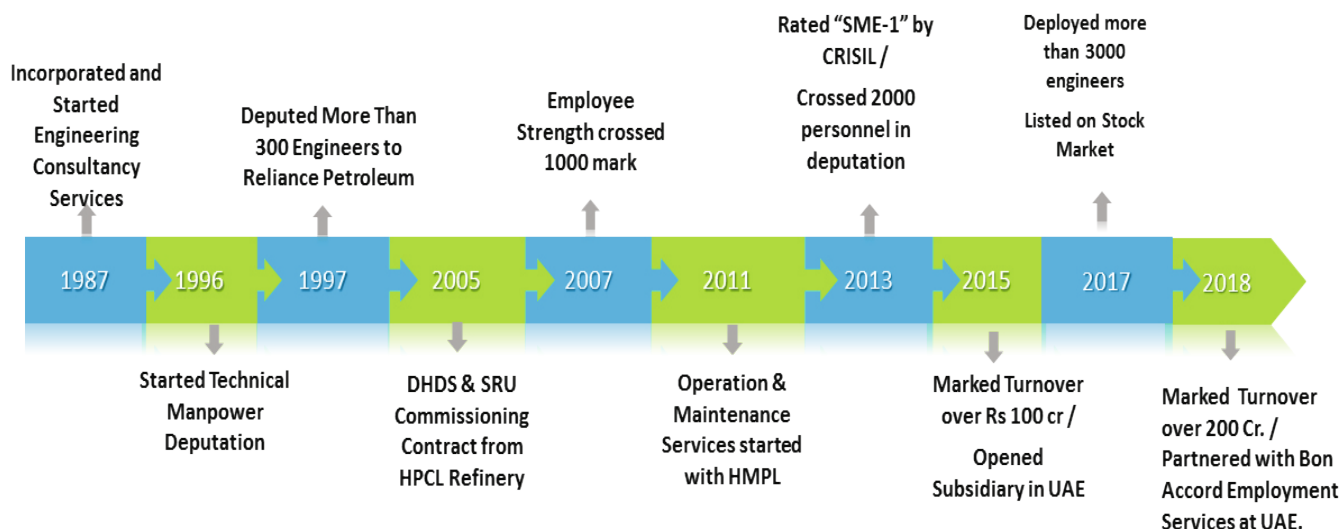 Incorporated and
Started
Engineering
Consultancy
Services
Deputed More Than
300 Engineers to
Reliance Petroleum
Employee
Strength crossed
1000 mark
Rated “SME-1” by
CRISIL /
Crossed 2000
personnel in
deputation
Deployed more
than 3000
engineers
Listed on Stock
Market
1987
1996
1997
2005
2007
2011
2013
2015
2017
2018
Started Technical
Manpower
Deputation
DHDS & SRU
Commissioning
Contract from
HPCL Refinery
Operation &
Maintenance
Services started
with HMPL
Marked Turnover
over Rs 100 cr /
Opened
Subsidiary in UAE
Marked Turnover
over 200 Cr. /
Partnered with Bon
Accord Employment
Services at UAE.